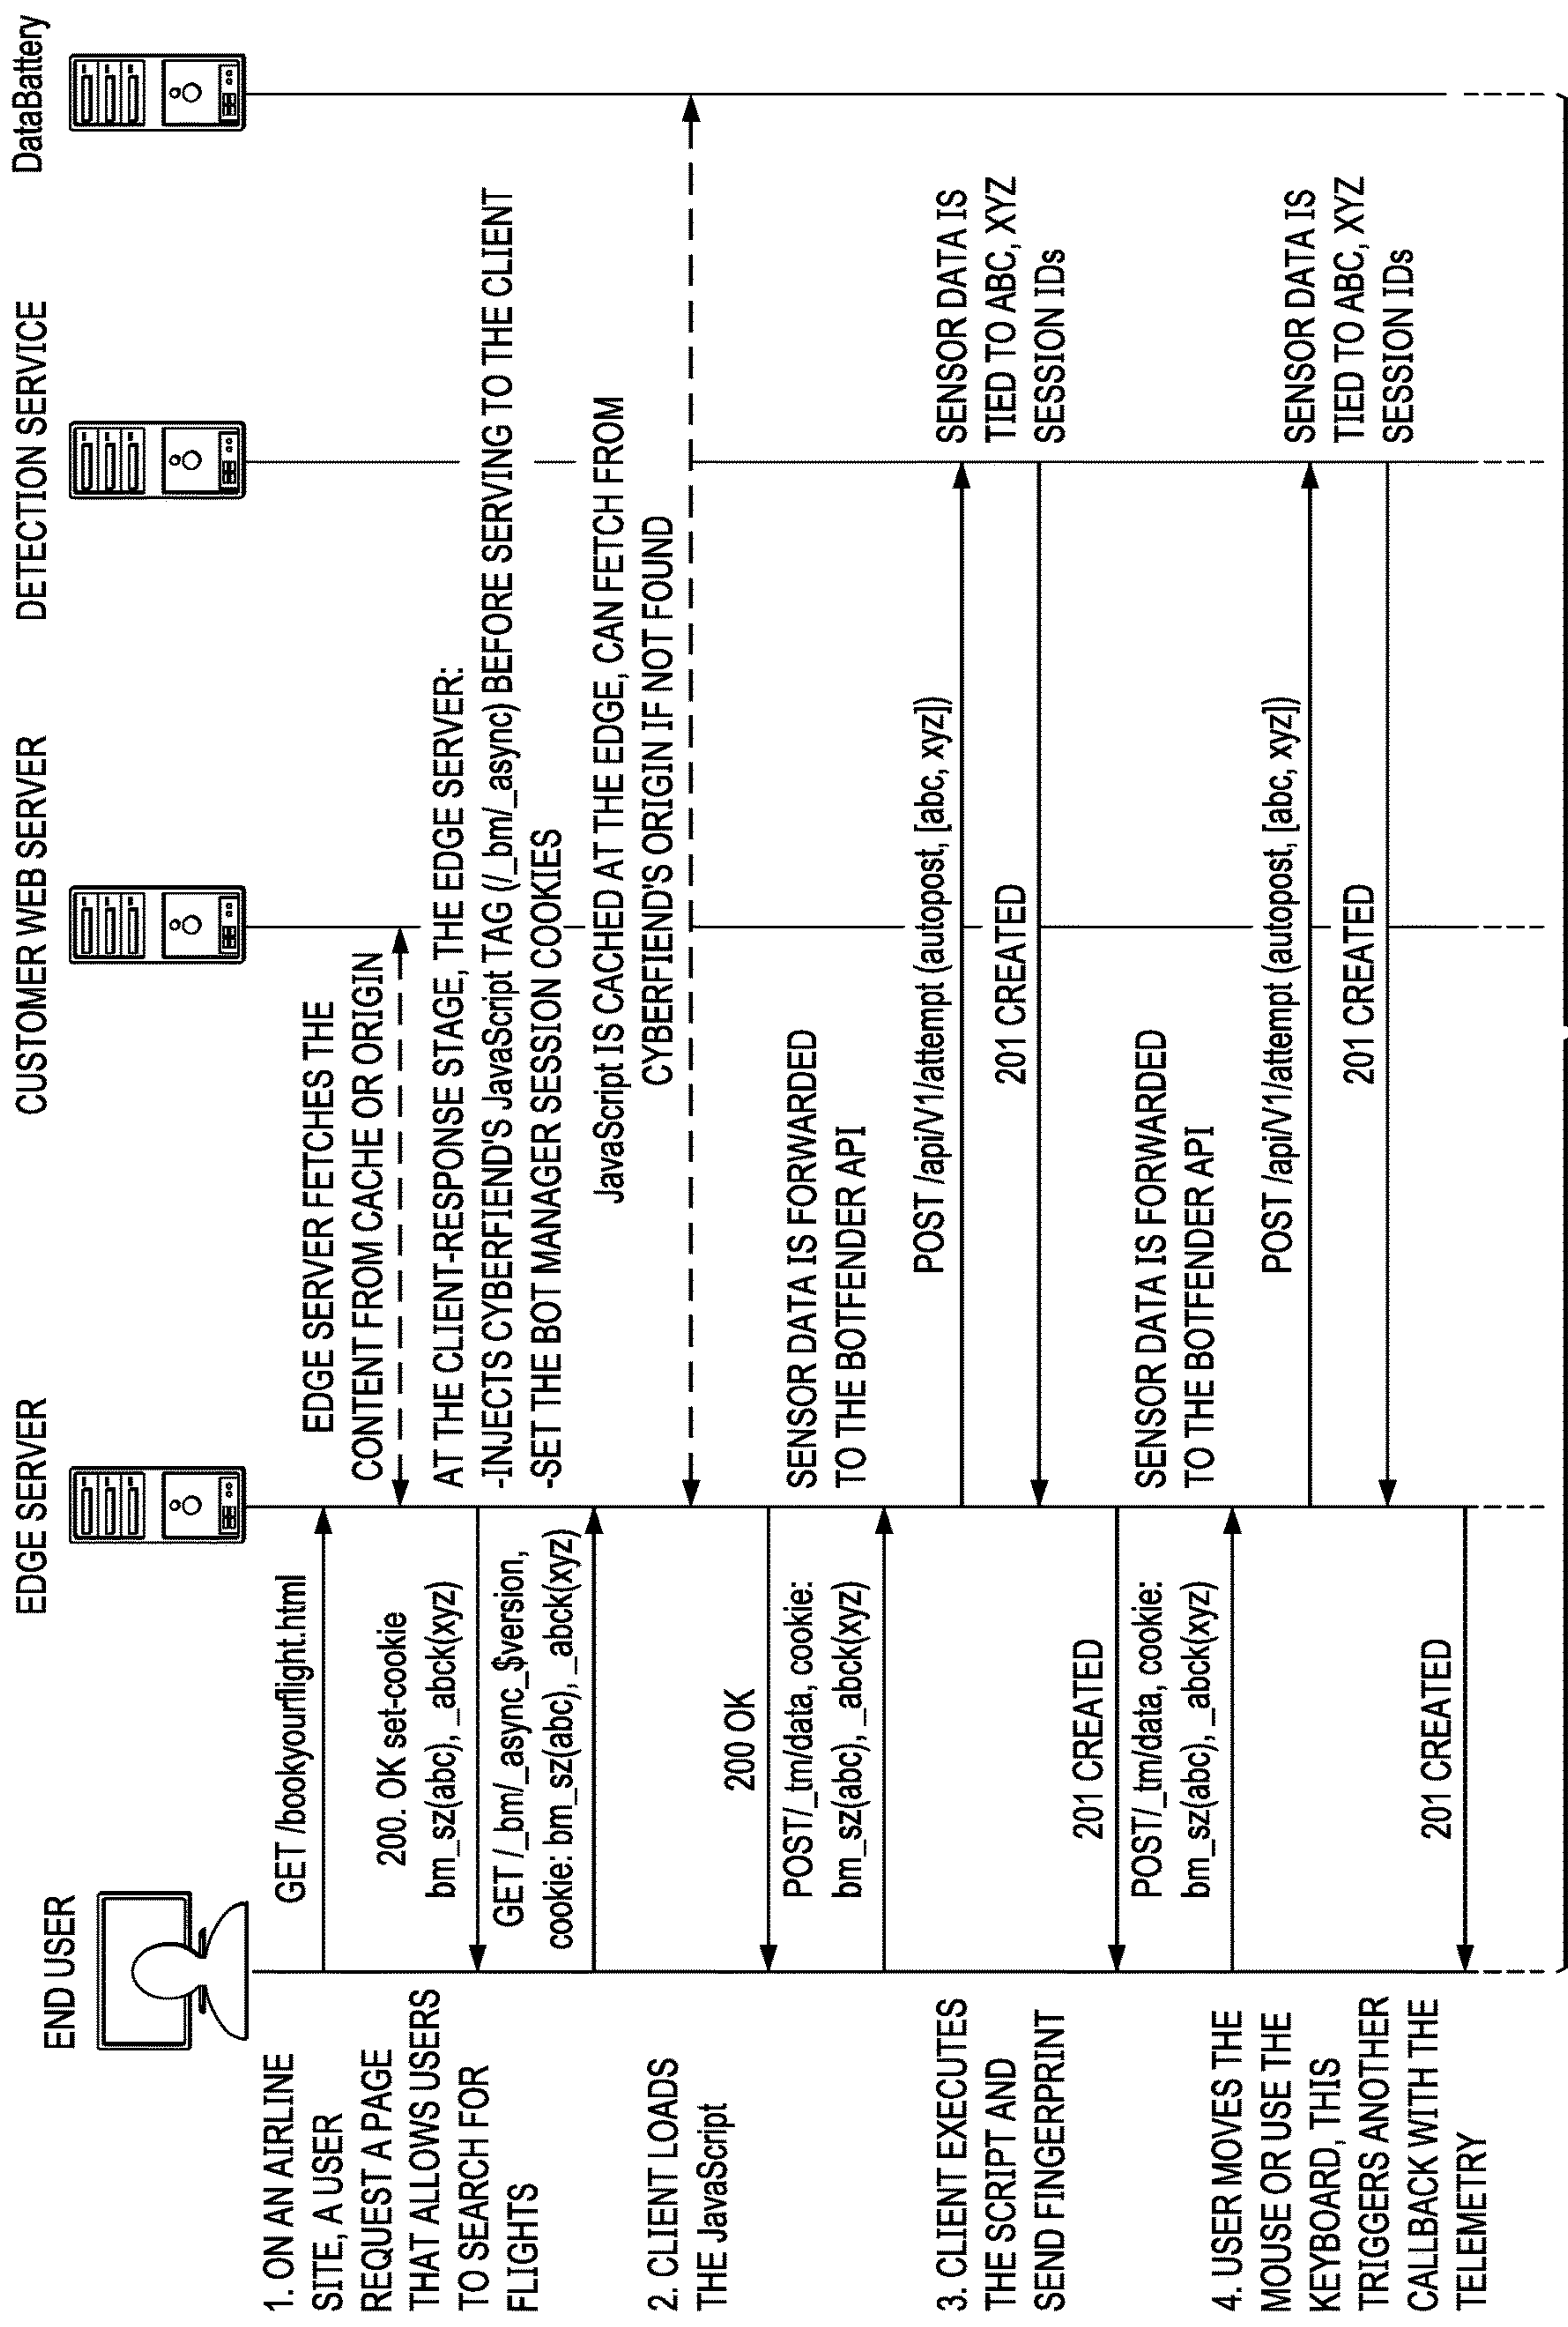 END USER
EDGE SERVER
CUSTOMER WEB SERVER
DETECTION SERVICE
DataBattery
1. ON AN AIRLINE
SITE, A USER
REQUEST A PAGE
THAT ALLOWS USERS
TO SEARCH FOR
FLIGHTS
GET /bookyourflight.html
EDGE SERVER FETCHES THE
CONTENT FROM CACHE OR ORIGIN
200. OK set-cookie
bm_sz(abc), _abck(xyz)
AT THE CLIENT-RESPONSE STAGE, THE EDGE SERVER:
-INJECTS CYBERFIEND'S JavaScript TAG (/_bm/_async) BEFORE SERVING TO THE CLIENT
-SET THE BOT MANAGER SESSION COOKIES
2. CLIENT LOADS
THE JavaScript
GET /_bm/_async_$version,
cookie: bm_sz(abc), _abck(xyz)
JavaScript IS CACHED AT THE EDGE, CAN FETCH FROM
CYBERFIEND'S ORIGIN IF NOT FOUND
200 OK
3. CLIENT EXECUTES
THE SCRIPT AND
SEND FINGERPRINT
POST/_tm/data, cookie:
bm_sz(abc), _abck(xyz)
SENSOR DATA IS FORWARDED
TO THE BOTFENDER API
POST /api/V1/attempt (autopost, [abc, xyz])
SENSOR DATA IS
TIED TO ABC, XYZ
SESSION IDs
201 CREATED
201 CREATED
4. USER MOVES THE
MOUSE OR USE THE
KEYBOARD, THIS
TRIGGERS ANOTHER
CALLBACK WITH THE
TELEMETRY
POST/_tm/data, cookie:
bm_sz(abc), _abck(xyz)
SENSOR DATA IS FORWARDED
TO THE BOTFENDER API
POST /api/V1/attempt (autopost, [abc, xyz])
SENSOR DATA IS
TIED TO ABC, XYZ
SESSION IDs
201 CREATED
201 CREATED